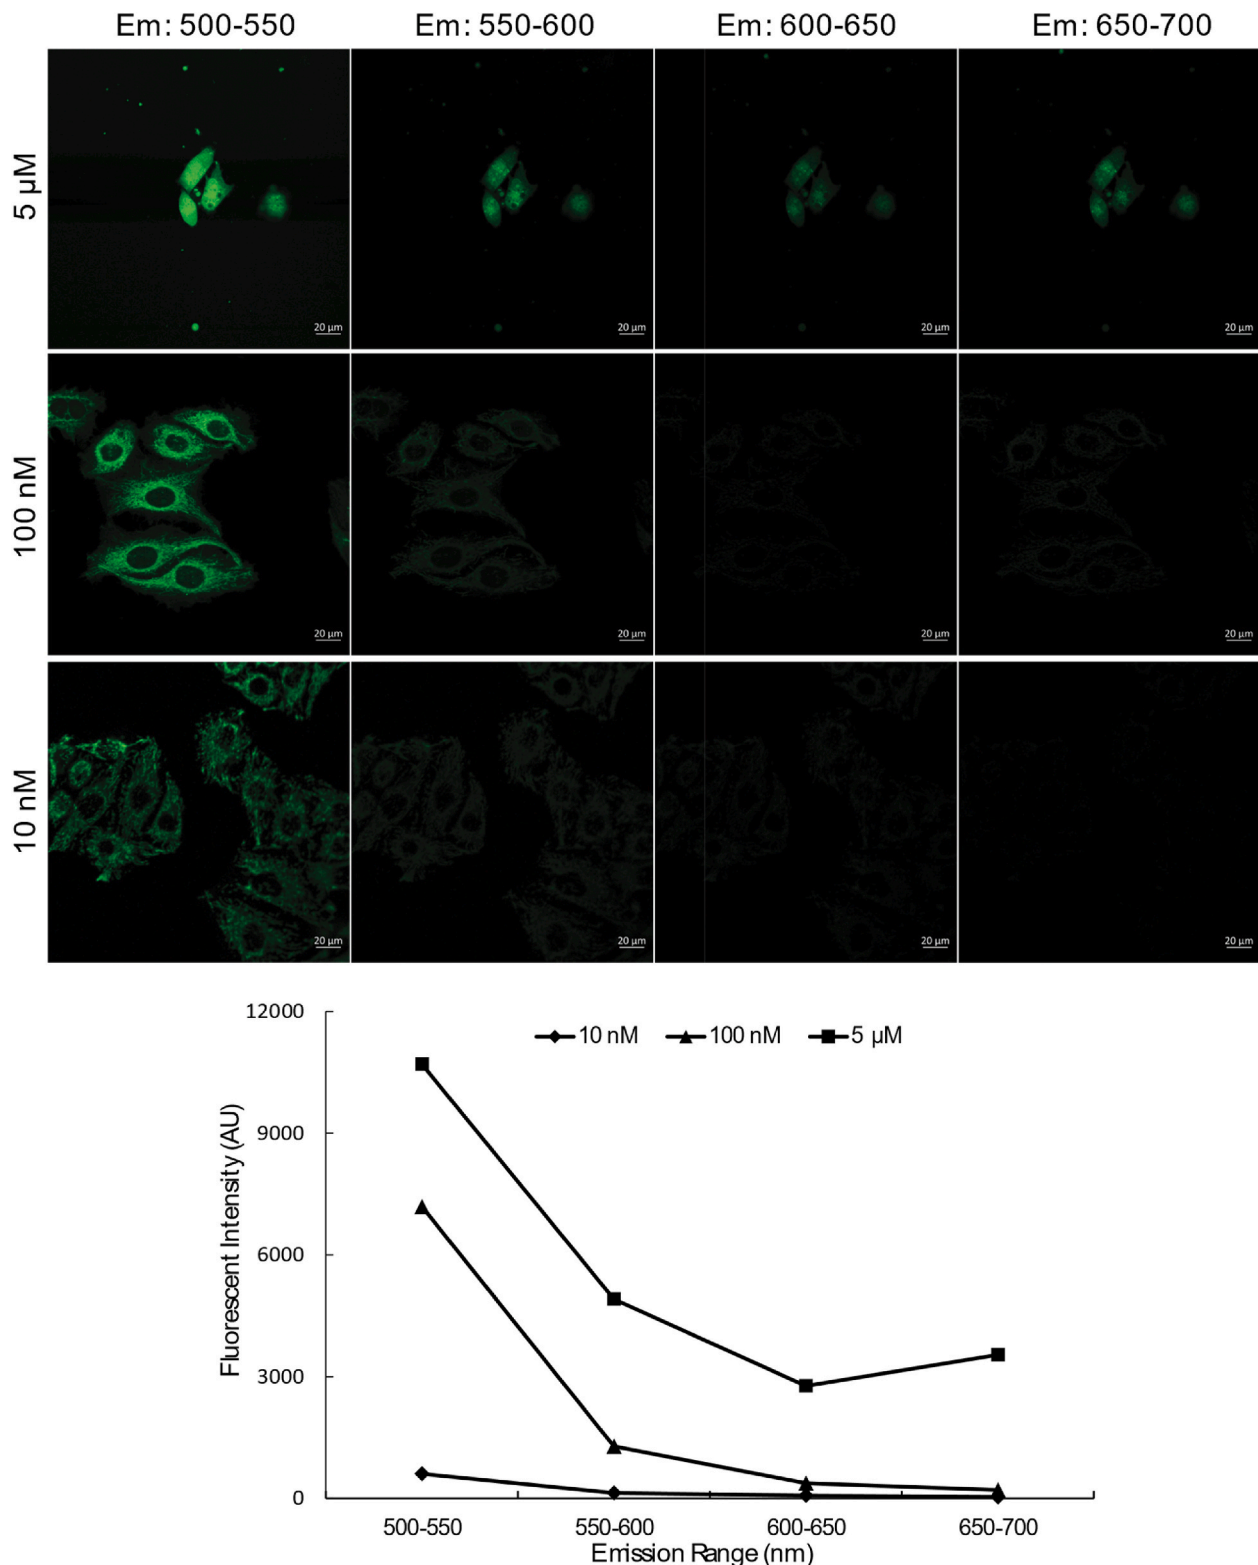 Em: 500-550 Em: 550-600 Em: 600-650 Em: 650-700
5 µM
20 µm 20 µm 20 µm 20 µm
100 nM
20 µm 20 µm 20 µm 20 µm
10 nM
20 µm 20 µm 20 µm 20 µm
12000
10 nM 100 nM 5 µM
9000
Fluorescent Intensity (AU)
6000
3000
0
500-550 550-600 600-650 650-700
Emission Range (nm)